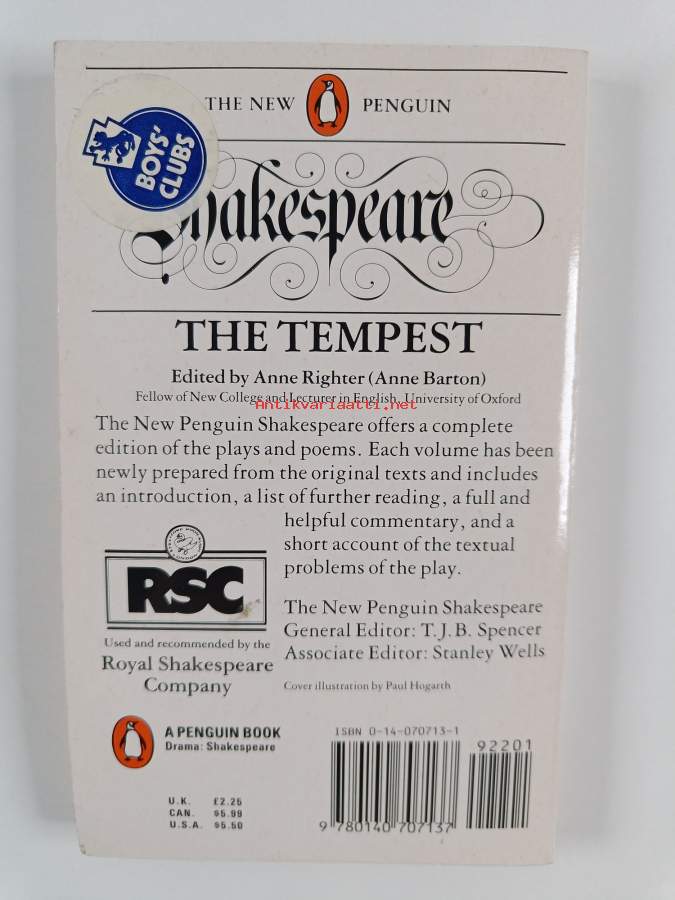 THE NEW PENGUIN
BOYS'
CLUBS
Shakespeare
THE TEMPEST
Edited by Anne Righter (Anne Barton)
Fellow of New College and Lecturer in English, University of Oxford
Antikvariaatti.net
The New Penguin Shakespeare offers a complete
edition of the plays and poems. Each volume has been
newly prepared from the original texts and includes
an introduction, a list of further reading, a full and
helpful commentary, and a
short account of the textual
problems of the play.
RSC
Used and recommended by the
Royal Shakespeare
Company
The New Penguin Shakespeare
General Editor: T.J.B. Spencer
Associate Editor: Stanley Wells
Cover illustration by Paul Hogarth
A PENGUIN BOOK
Drama: Shakespeare
ISBN 0-14-070713-1
92201
9 780140 707137
U.K. £2.25
CAN. $5.99
U.S.A. $5.50